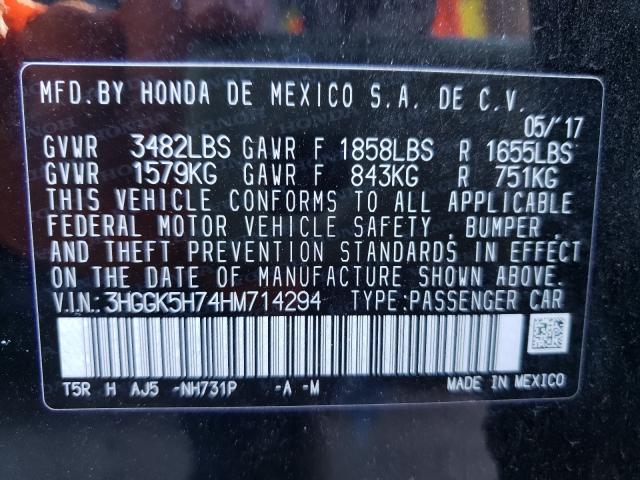 MFD. BY HONDA DE MEXICO S.A. DE C.V.
05/'17
GVWR 3482LBS GAWR F 1858LBS R 1655LBS
GVWR 1579KG GAWR F 843KG R 751KG
THIS VEHICLE CONFORMS TO ALL APPLICABLE
FEDERAL MOTOR VEHICLE SAFETY , BUMPER ,
AND THEFT PREVENTION STANDARDS IN EFFECT
ON THE DATE OF MANUFACTURE SHOWN ABOVE.
V.I.N.: 3HGGK5H74HM714294 TYPE:PASSENGER CAR
T5R H AJ5 -NH731P -A -M MADE IN MEXICO